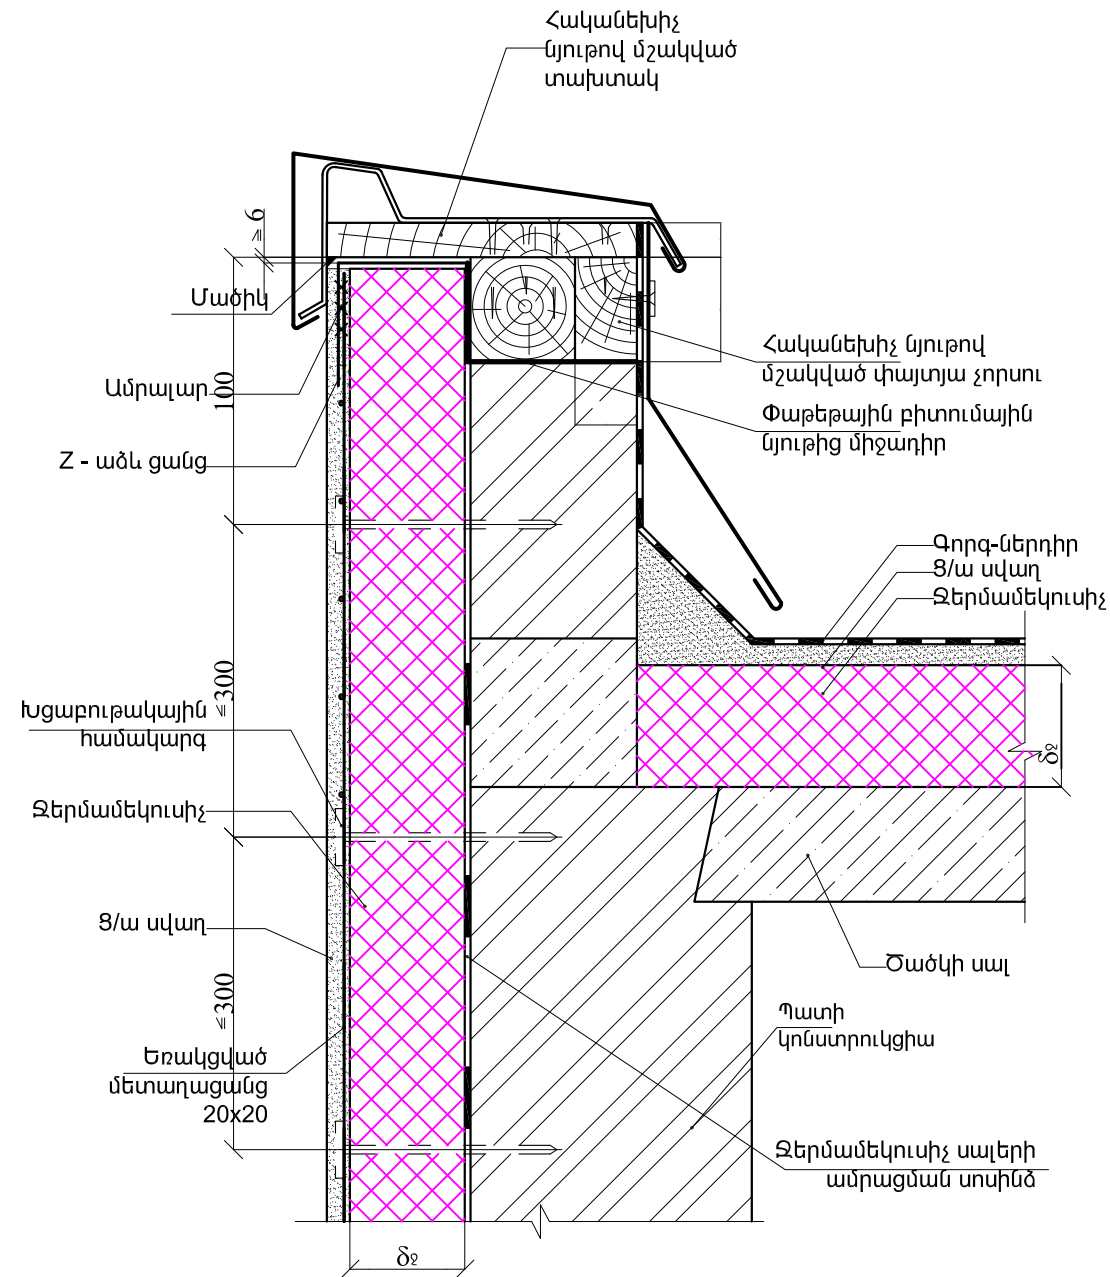 Հականեխիչ
նյութով մշակված
տախտակ
≥6
Մածիկ
Ամրալար
100
Z - աձև ցանց
Հականեխիչ նյութով
մշակված փայտյա չորսու
Փաթեթային բիտումային
նյութից միջադիր
Գորգ-ներդիր
Ց/ա սվաղ
Ջերմամեկուսիչ
≤300
Խցաբութակային
համակարգ
δջ
Ջերմամեկուսիչ
Ց/ա սվաղ
Ծածկի սալ
≤300
Պատի
կոնստրուկցիա
Եռակցված
մետաղացանց
20x20
Ջերմամեկուսիչ սալերի
ամրացման սոսինձ
δջ